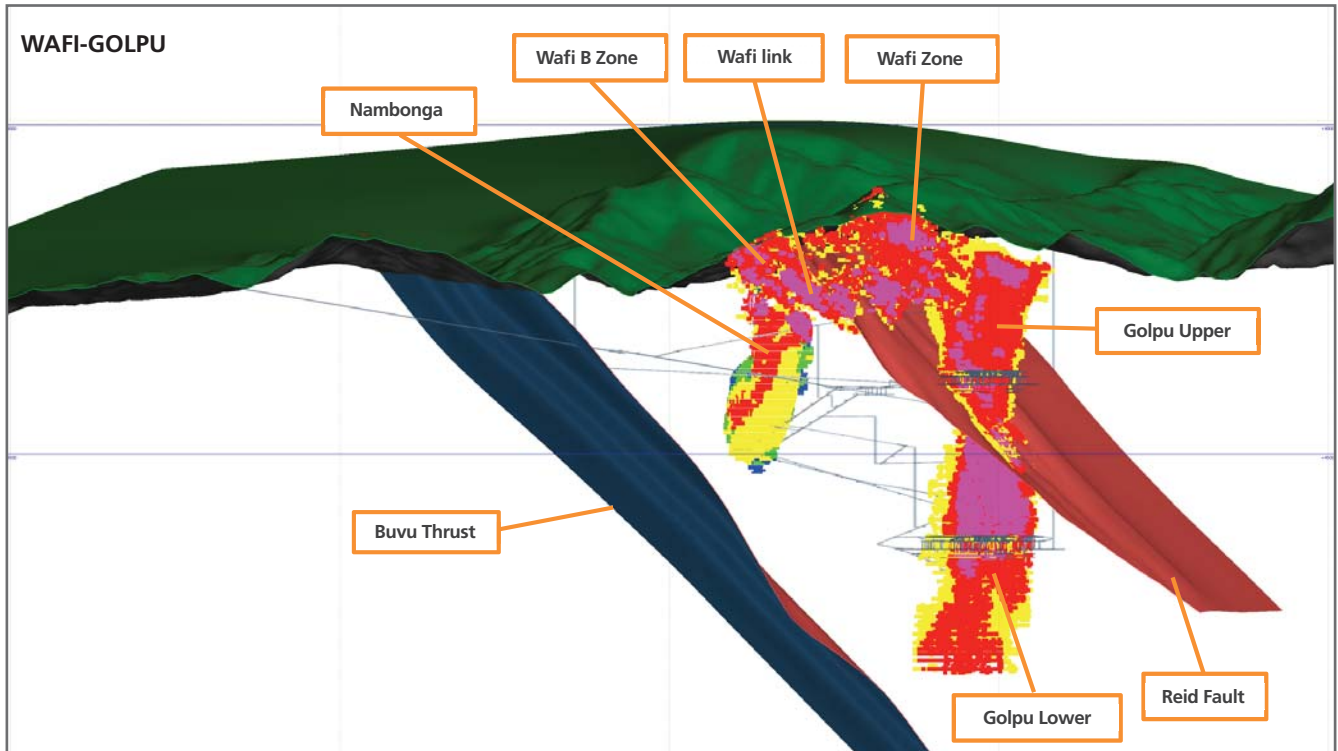 WAFI-GOLPU
Wafi B Zone
Wafi link
Wafi Zone
Nambonga
Golpu Upper
Buvu Thrust
Golpu Lower
Reid Fault